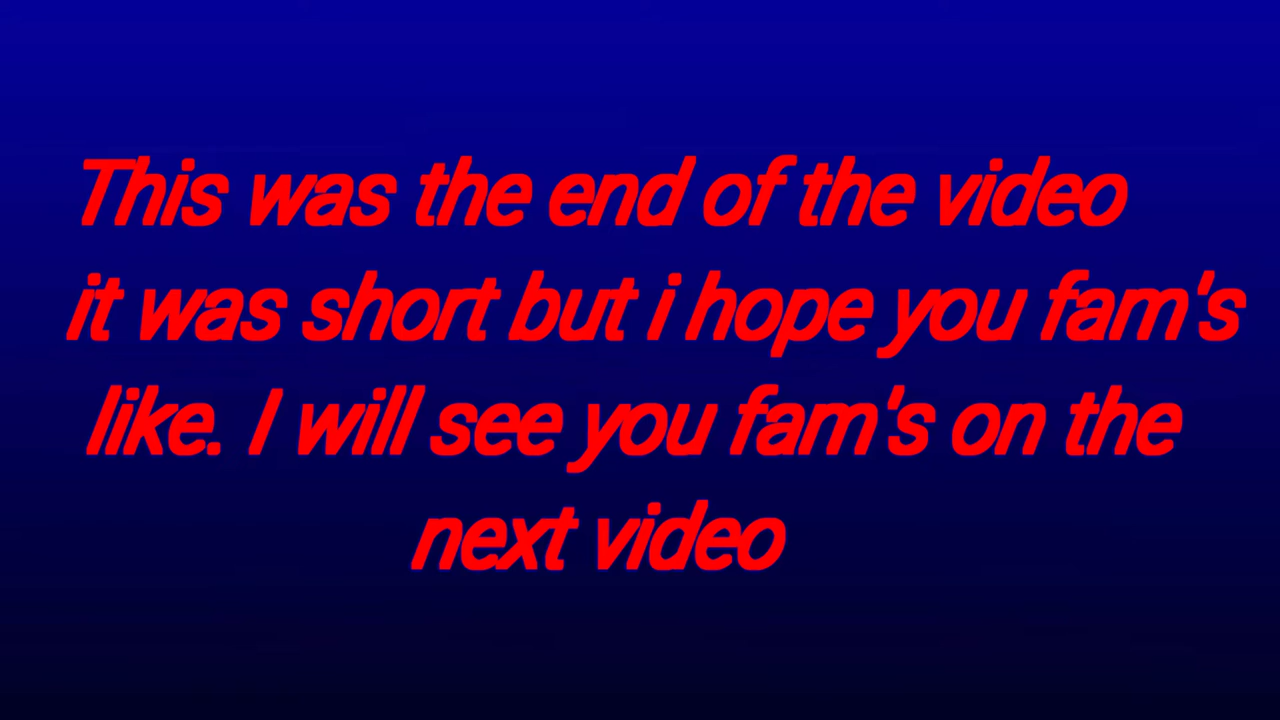 This was the end of the video
it was short but i hope you fam's
like. I will see you fam's on the
next video